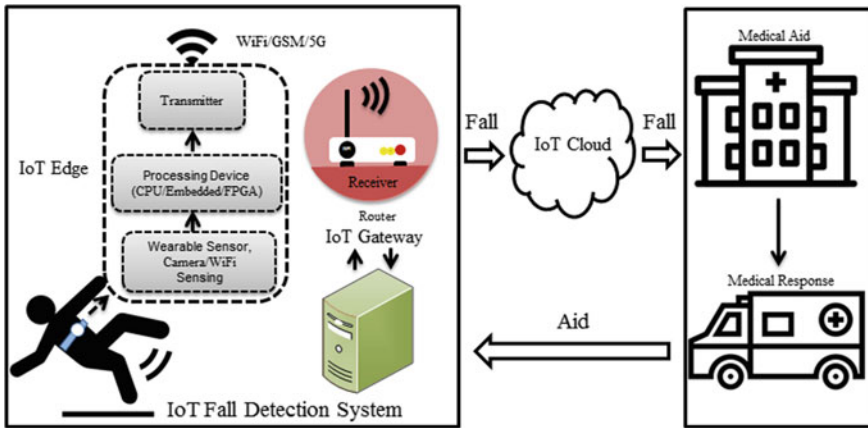 WiFi/GSM/5G
Transmitter
IoT Edge
Processing Device
(CPU/Embedded/FPGA)
Wearable Sensor,
Camera/WiFi
Sensing
Receiver
Router
IoT Gateway
IoT Fall Detection System
Fall
IoT Cloud
Fall
Medical Aid
Medical Response
Aid